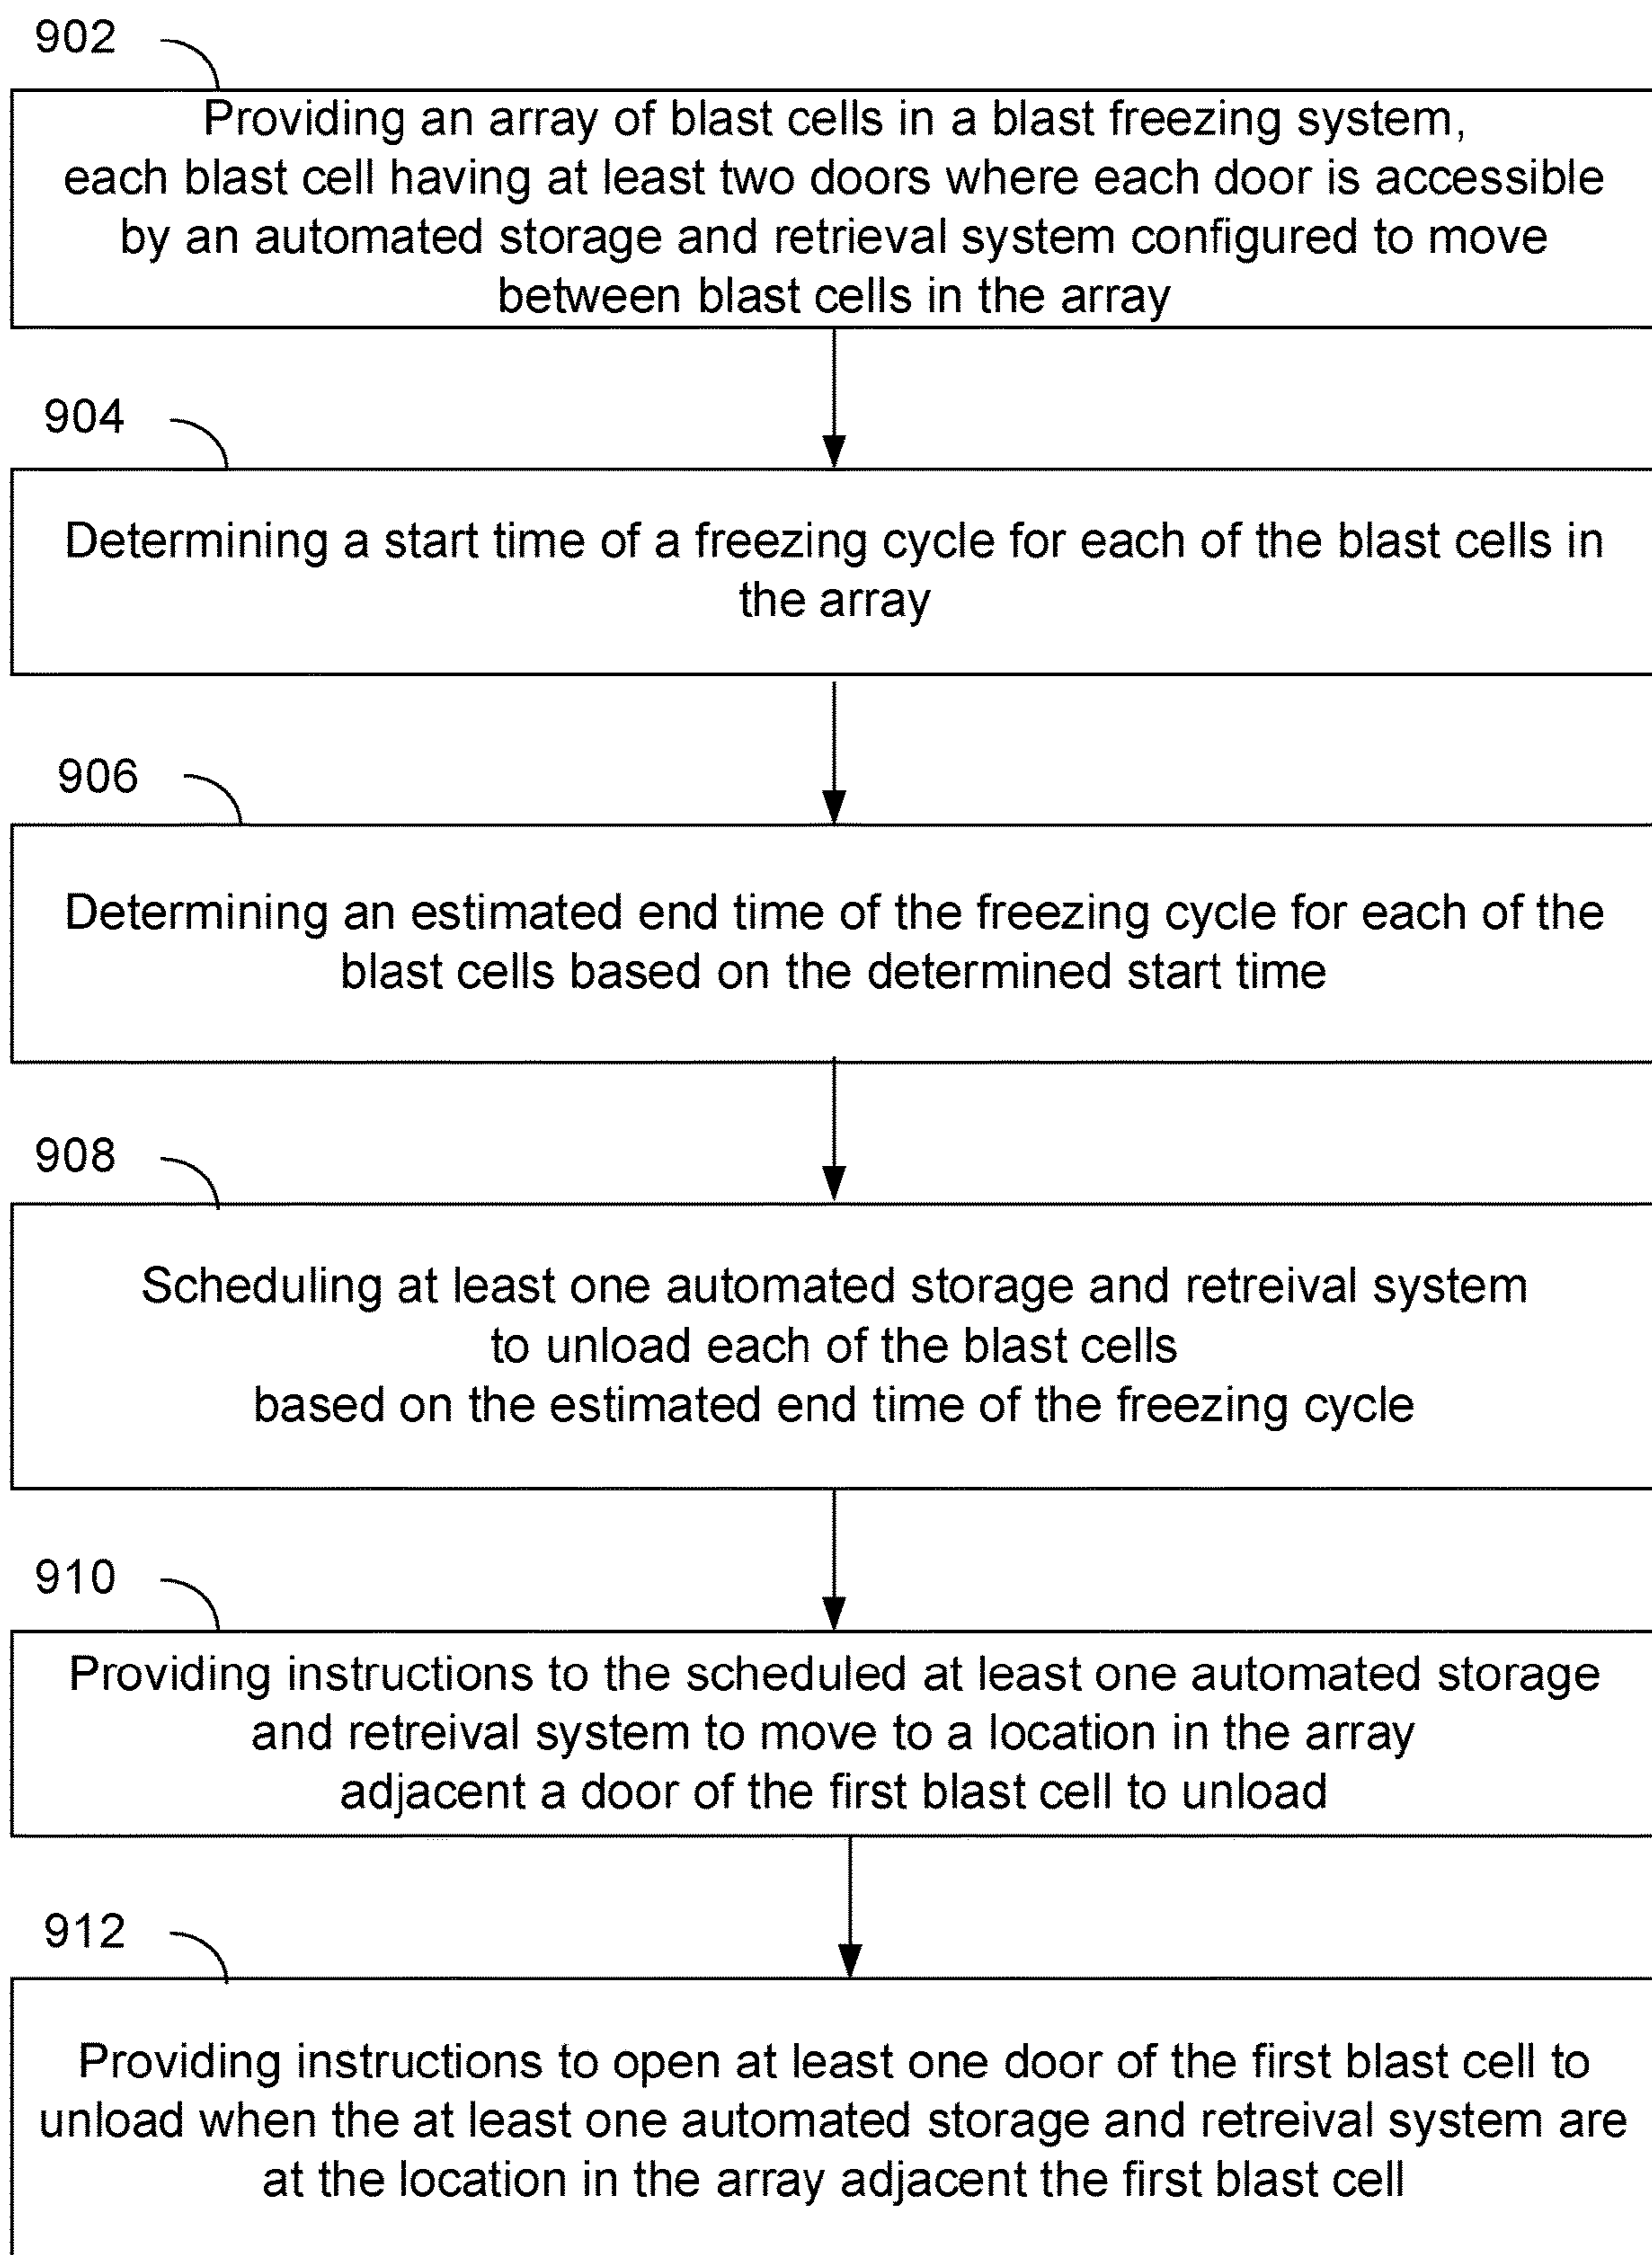 902
Providing an array of blast cells in a blast freezing system,
each blast cell having at least two doors where each door is accessible
by an automated storage and retrieval system configured to move
between blast cells in the array
904
Determining a start time of a freezing cycle for each of the blast cells in
the array
906
Determining an estimated end time of the freezing cycle for each of the
blast cells based on the determined start time
908
Scheduling at least one automated storage and retreival system
to unload each of the blast cells
based on the estimated end time of the freezing cycle
910
Providing instructions to the scheduled at least one automated storage
and retreival system to move to a location in the array
adjacent a door of the first blast cell to unload
912
Providing instructions to open at least one door of the first blast cell to
unload when the at least one automated storage and retreival system are
at the location in the array adjacent the first blast cell